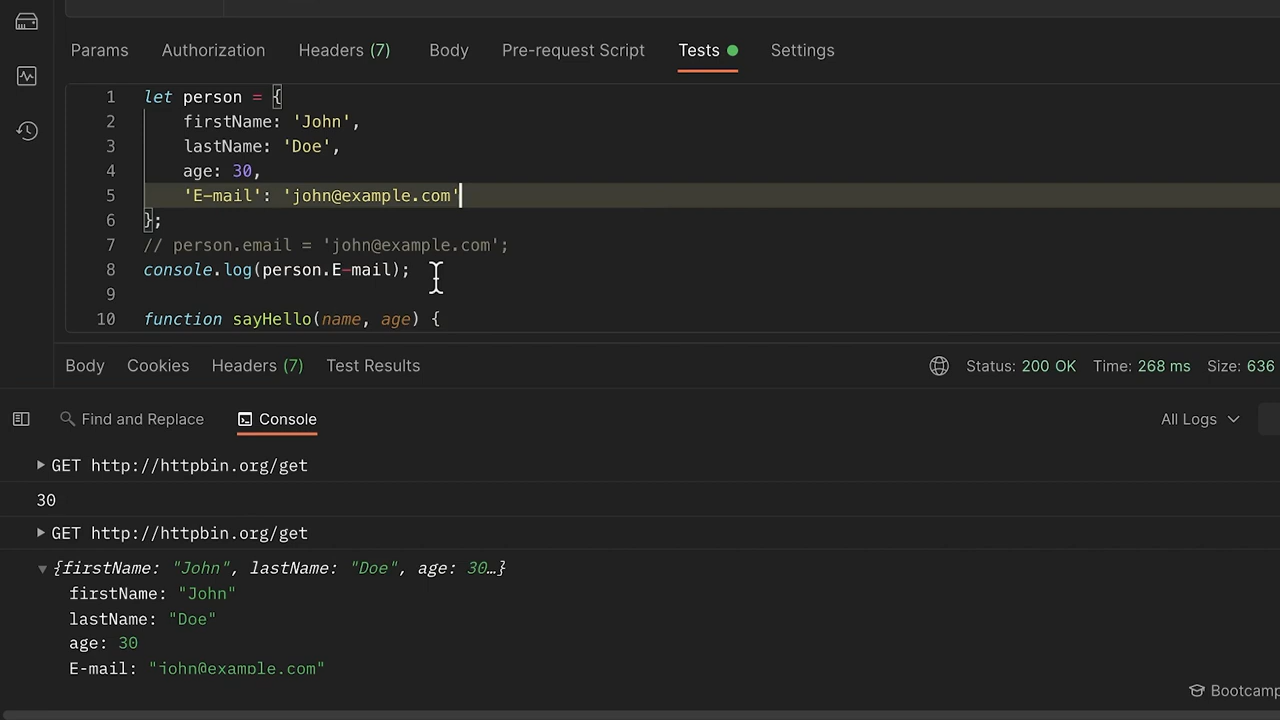 Params Authorization Headers (7) Body Pre-request Script Tests Settings
1 let person = {
2 firstName: 'John',
3 lastName: 'Doe',
4 age: 30,
5 'E-mail': 'john@example.com'
6 };
7 // person.email = 'john@example.com';
8 console.log(person.E-mail);
9
10 function sayHello(name, age) {
Body Cookies Headers (7) Test Results Status: 200 OK Time: 268 ms Size: 636
Find and Replace Console All Logs
GET http://httpbin.org/get
30
GET http://httpbin.org/get
{firstName: "John", lastName: "Doe", age: 30…}
firstName: "John"
lastName: "Doe"
age: 30
E-mail: "john@example.com"
Bootcamp